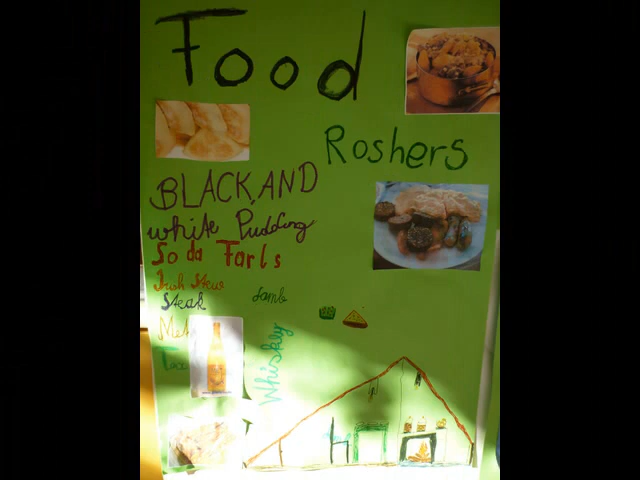 Food
Roshers
BLACK AND
white Pudding
Soda Farls
Irish Stew
Steak
Lamb
Whiskey